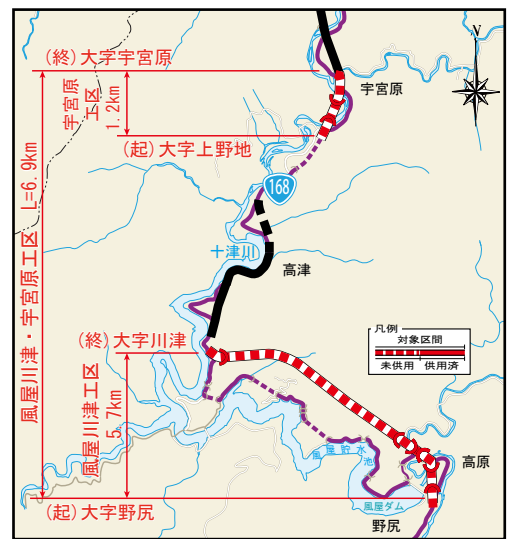 N
(終)大字宇宮原
宇宮原
工区
1.2km
宇宮原
(起)大字上野地
168
十津川
高津
風屋川津・宇宮原工区 L=6.9km
凡例
対象区間
未供用 供用済
(終)大字川津
風屋川津工区
5.7km
風屋貯水池
高原
風屋ダム
(起)大字野尻
野尻